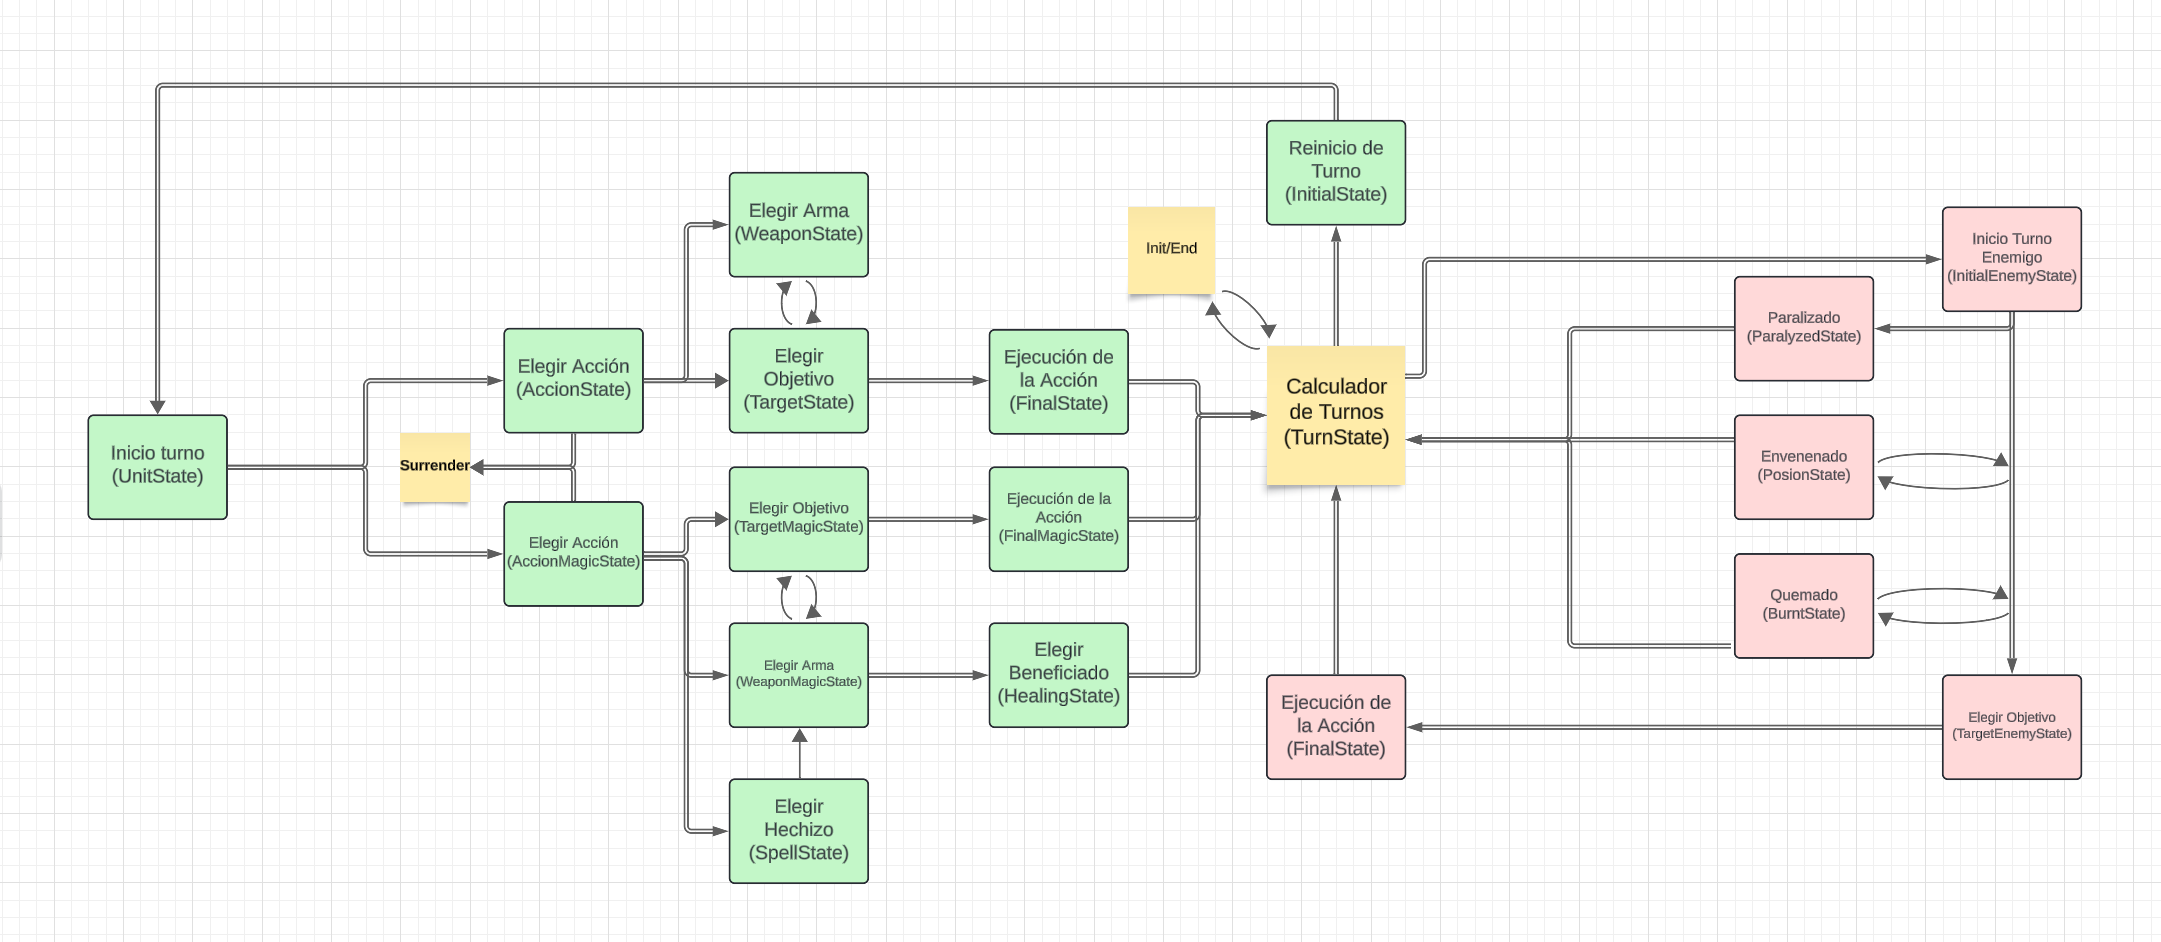 Reinicio de
Turno
(InitialState)
Elegir Arma
(WeaponState)
Init/End
Inicio Turno
Enemigo
(InitialEnemyState)
Paralizado
(ParalyzedState)
Elegir Acción
(AccionState)
Elegir
Objetivo
(TargetState)
Ejecución de
la Acción
(FinalState)
Calculador
de Turnos
(TurnState)
Inicio turno
(UnitState)
Surrender
Envenenado
(PosionState)
Elegir Objetivo
(TargetMagicState)
Ejecución de la
Acción
(FinalMagicState)
Elegir Acción
(AccionMagicState)
Quemado
(BurntState)
Elegir Arma
(WeaponMagicState)
Elegir
Beneficiado
(HealingState)
Ejecución de
la Acción
(FinalState)
Elegir Objetivo
(TargetEnemyState)
Elegir
Hechizo
(SpellState)